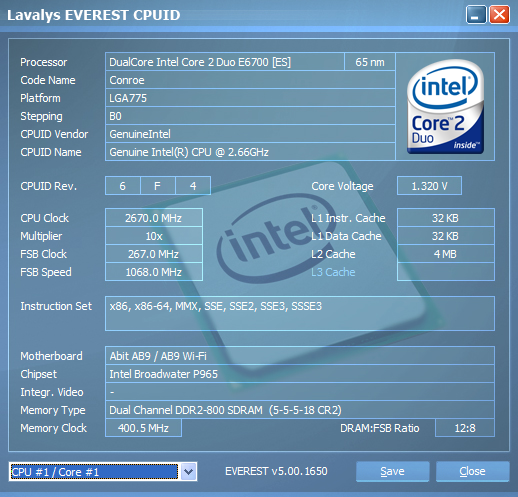 Lavalys EVEREST CPUID
Processor DualCore Intel Core 2 Duo E6700 [ES] 65 nm
Code Name Conroe
Platform LGA775
Stepping B0
CPUID Vendor GenuineIntel
CPUID Name Genuine Intel(R) CPU @ 2.66GHz
intel
Core™2
Duo inside™
CPUID Rev. 6 F 4 Core Voltage 1.320 V
CPU Clock 2670.0 MHz L1 Instr. Cache 32 KB
Multiplier 10x L1 Data Cache 32 KB
FSB Clock 267.0 MHz L2 Cache 4 MB
FSB Speed 1068.0 MHz L3 Cache
intel
Instruction Set x86, x86-64, MMX, SSE, SSE2, SSE3, SSSE3
Motherboard Abit AB9 / AB9 Wi-Fi
Chipset Intel Broadwater P965
Integr. Video -
Memory Type Dual Channel DDR2-800 SDRAM (5-5-5-18 CR2)
Memory Clock 400.5 MHz DRAM:FSB Ratio 12:8
CPU #1 / Core #1 EVEREST v5.00.1650 Save Close